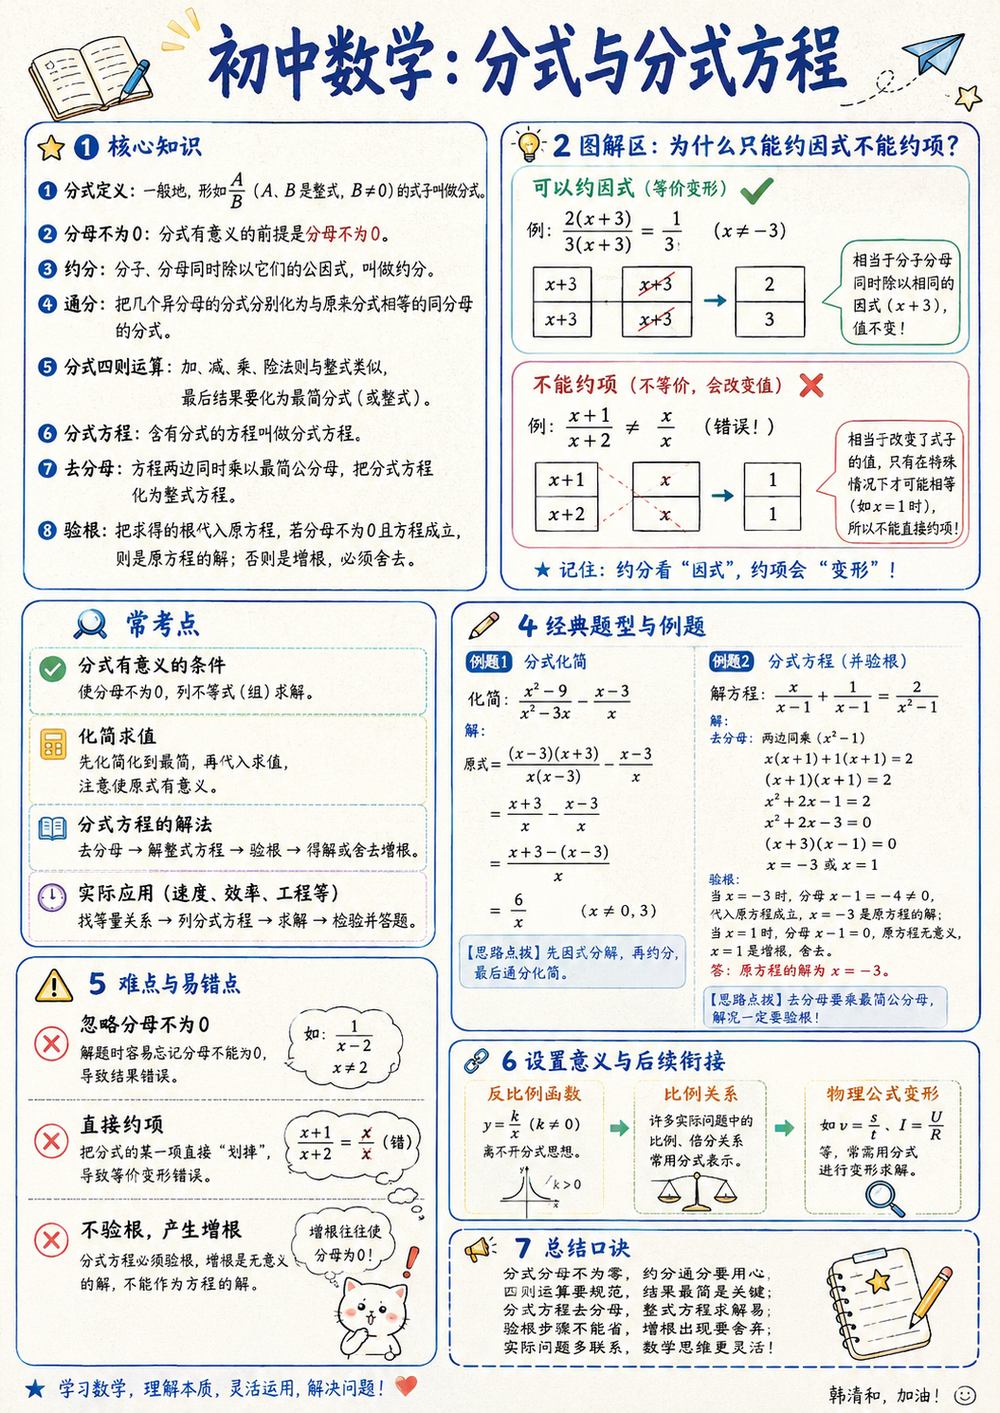 初中数学：分式与分式方程
1 核心知识
1 分式定义：一般地，形如 A/B（A、B 是整式，B≠0）的式子叫做分式。
2 分母不为0：分式有意义的前提是分母不为0。
3 约分：分子、分母同时除以它们的公因式，叫做约分。
4 通分：把几个异分母的分式分别化为与原来分式相等的同分母
的分式。
5 分式四则运算：加、减、乘、险法则与整式类似，
最后结果要化为最简分式（或整式）。
6 分式方程：含有分式的方程叫做分式方程。
7 去分母：方程两边同时乘以最简公分母，把分式方程
化为整式方程。
8 验根：把求得的根代入原方程，若分母不为0且方程成立，
则是原方程的解；否则是增根，必须舍去。
2 图解区：为什么只能约因式不能约项？
可以约因式（等价变形）
例：2(x+3)/3(x+3) = 1/3 （x≠−3）
x+3 x+3 2
x+3 x+3 3
相当于分子分母
同时除以相同的
因式（x+3），
值不变！
不能约项（不等价，会改变值）
例：x+1/x+2 ≠ x/x （错误！）
x+1 x 1
x+2 x 1
相当于改变了式子
的值，只有在特殊
情况下才可能相等
（如x=1时），
所以不能直接约项！
★ 记住：约分看“因式”，约项会“变形”！
常考点
分式有意义的条件
使分母不为0，列不等式（组）求解。
化简求值
先化简化到最简，再代入求值，
注意使原式有意义。
分式方程的解法
去分母 → 解整式方程 → 验根 → 得解或舍去增根。
实际应用（速度、效率、工程等）
找等量关系 → 列分式方程 → 求解 → 检验并答题。
4 经典题型与例题
例题1 分式化简
化简：(x²−9)/(x²−3x) − (x−3)/x
解：
原式= (x−3)(x+3)/x(x−3) − (x−3)/x
= (x+3)/x − (x−3)/x
= (x+3−(x−3))/x
= 6/x （x≠0，3）
【思路点拨】先因式分解，再约分，
最后通分化简。
例题2 分式方程（并验根）
解方程：x/(x−1) + 1/(x−1) = 2/(x²−1)
解：
去分母：两边同乘（x²−1）
x(x+1)+1(x+1)=2
(x+1)(x+1)=2
x²+2x−1=2
x²+2x−3=0
(x+3)(x−1)=0
x=−3 或 x=1
验根：
当x=−3时，分母x−1=−4≠0，
代入原方程成立，x=−3是原方程的解；
当x=1时，分母x−1=0，原方程无意义，
x=1是增根，舍去。
答：原方程的解为 x=−3。
【思路点拨】去分母要乘最简公分母，
解况一定要验根！
5 难点与易错点
忽略分母不为0
解题时容易忘记分母不能为0，
导致结果错误。
如：1/(x−2)
x≠2
直接约项
把分式的某一项直接“划掉”，
导致等价变形错误。
(x+1)/(x+2) = x/x（错）
不验根，产生增根
分式方程必须验根，增根是无意义
的解，不能作为方程的解。
增根往往使
分母为0！
6 设置意义与后续衔接
反比例函数
y=k/x（k≠0）
离不开分式思想。
y
k>0
x
比例关系
许多实际问题中的
比例、倍分关系
常用分式表示。
物理公式变形
如 v=s/t、I=U/R
等，常需用分式
进行变形求解。
7 总结口诀
分式分母不为零，约分通分要用心，
四则运算要规范，结果最简是关键；
分式方程去分母，整式方程求解易；
验根步骤不能省，增根出现要舍弃；
实际问题多联系，数学思维更灵活！
★ 学习数学，理解本质，灵活运用，解决问题！
韩清和，加油！